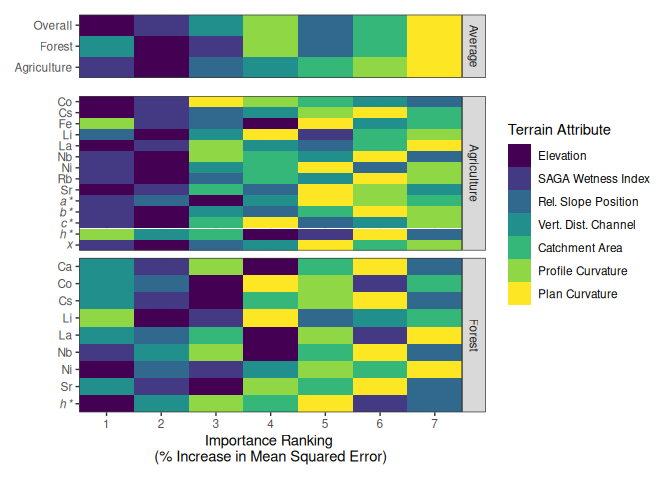 Overall
Forest
Agriculture
Average
Co
Cs
Fe
Li
La
Nb
Ni
Rb
Sr
a*
b*
c*
h*
x
Agriculture
Ca
Co
Cs
Li
La
Nb
Ni
Sr
h*
Forest
1 2 3 4 5 6 7
Importance Ranking
(% Increase in Mean Squared Error)
Terrain Attribute
Elevation
SAGA Wetness Index
Rel. Slope Position
Vert. Dist. Channel
Catchment Area
Profile Curvature
Plan Curvature